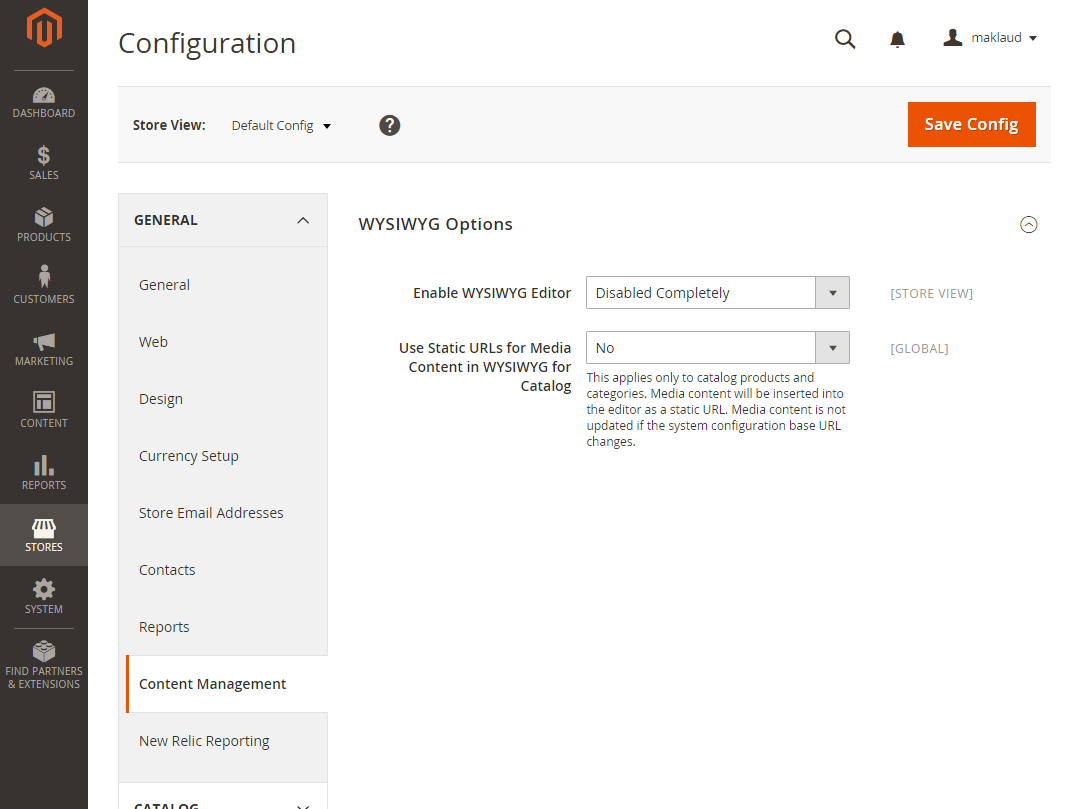 Configuration
maklaud
DASHBOARD
SALES
PRODUCTS
CUSTOMERS
MARKETING
CONTENT
REPORTS
STORES
SYSTEM
FIND PARTNERS
& EXTENSIONS
Store View: Default Config ?
Save Config
GENERAL
General
Web
Design
Currency Setup
Store Email Addresses
Contacts
Reports
Content Management
New Relic Reporting
CATALOG
WYSIWYG Options
Enable WYSIWYG Editor Disabled Completely [STORE VIEW]
Use Static URLs for Media
Content in WYSIWYG for
Catalog
No [GLOBAL]
This applies only to catalog products and
categories. Media content will be inserted into
the editor as a static URL. Media content is not
updated if the system configuration base URL
changes.